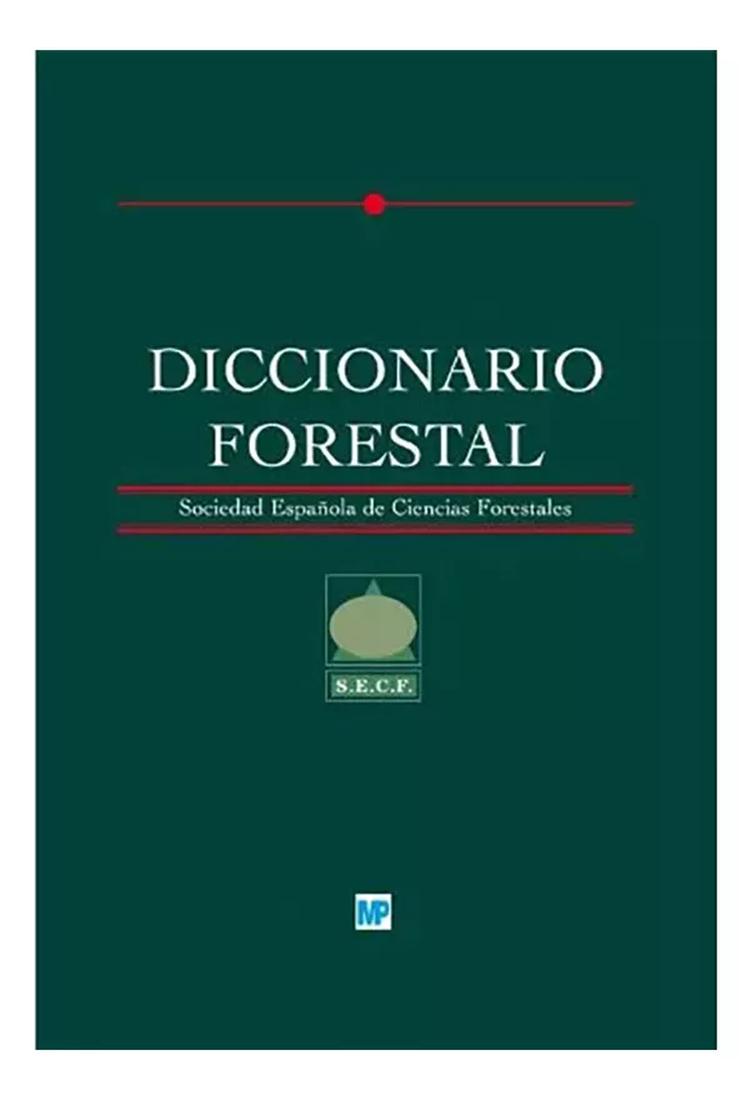 DICCIONARIO
FORESTAL
Sociedad Española de Ciencias Forestales
S.E.C.F.
MP